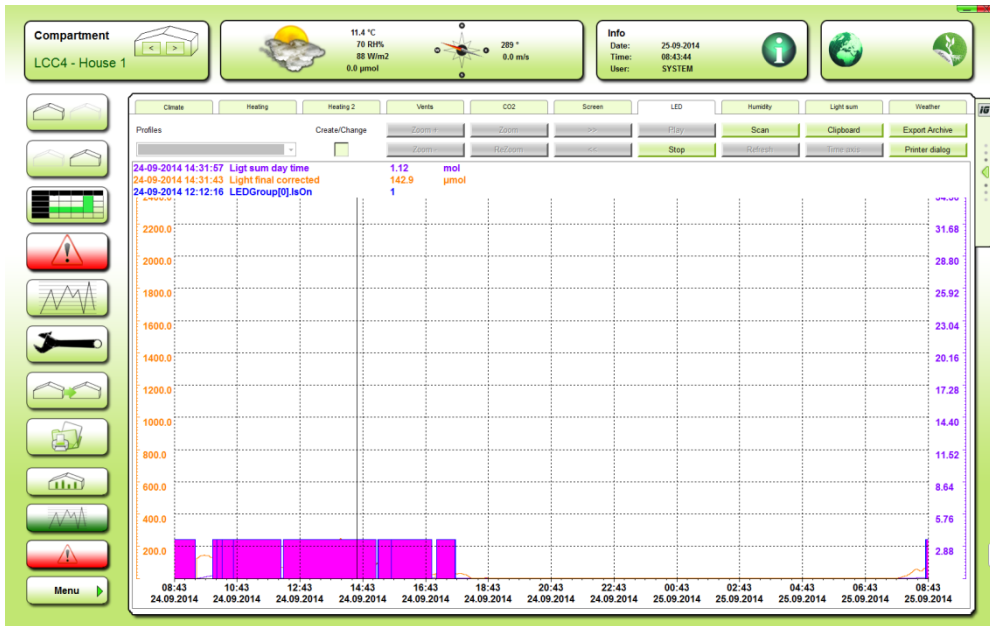 Compartment
LCC4 - House 1
< >
11.4 °C
70 RH%
88 W/m2
0.0 µmol
289 °
0.0 m/s
Info
Date: 25-09-2014
Time: 08:43:44
User: SYSTEM
Climate Heating Heating 2 Vents CO2 Screen LED Humidity Light sum Weather
Profiles Create/Change Zoom + Zoom >> Play Scan Clipboard Export Archive
Zoom - ReZoom << Stop Refresh Time axis Printer dialog
24-09-2014 14:31:57 Ligt sum day time 1.12 mol
24-09-2014 14:31:43 Light final corrected 142.9 µmol
24-09-2014 12:12:16 LEDGroup[0].IsOn 1
2400.0 34.56
2200.0 31.68
2000.0 28.80
1800.0 25.92
1600.0 23.04
1400.0 20.16
1200.0 17.28
1000.0 14.40
800.0 11.52
600.0 8.64
400.0 5.76
200.0 2.88
08:43 10:43 12:43 14:43 16:43 18:43 20:43 22:43 00:43 02:43 04:43 06:43 08:43
24.09.2014 24.09.2014 24.09.2014 24.09.2014 24.09.2014 24.09.2014 24.09.2014 24.09.2014 25.09.2014 25.09.2014 25.09.2014 25.09.2014 25.09.2014
Menu